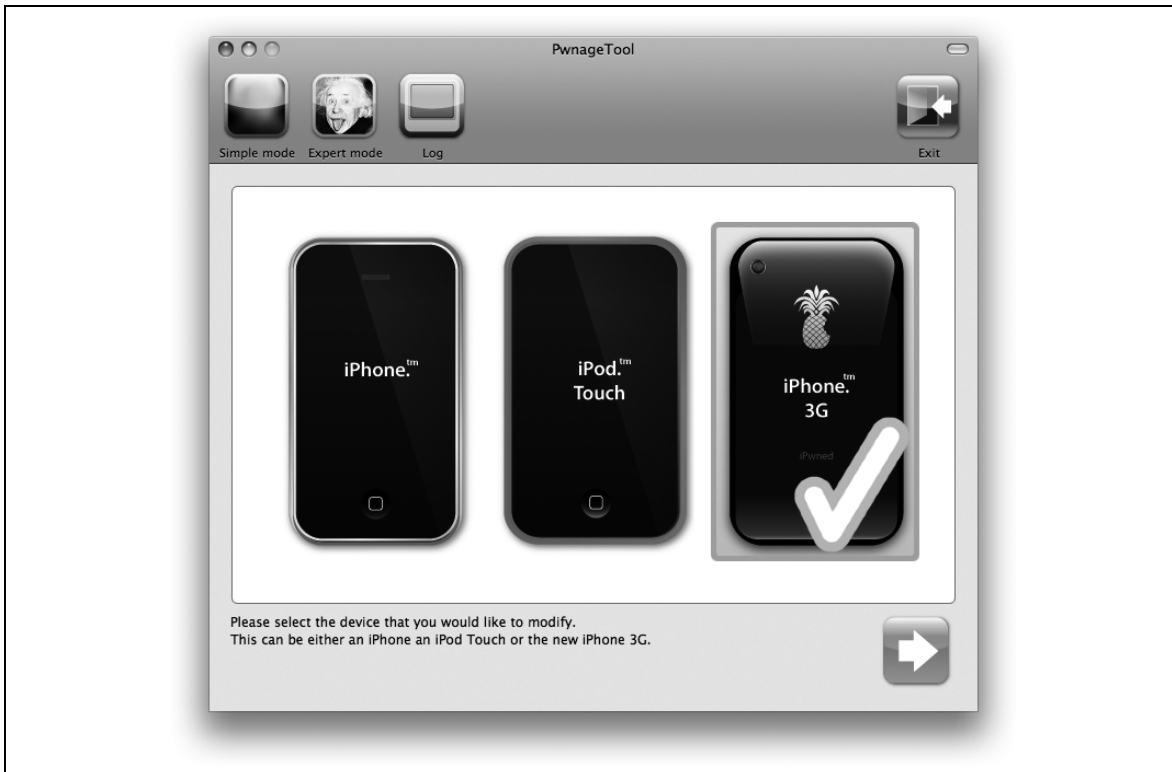 PwnageTool
Simple mode
Expert mode
Log
Exit
iPhone.™
iPod.™
Touch
iPhone.™
3G
iPwned
Please select the device that you would like to modify.
This can be either an iPhone an iPod Touch or the new iPhone 3G.